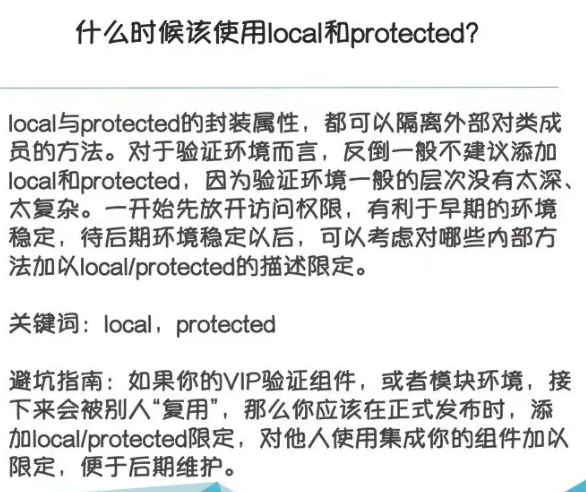 什么时候该使用local和protected?
local与protected的封装属性，都可以隔离外部对类成
员的方法。对于验证环境而言，反倒一般不建议添加
local和protected，因为验证环境一般的层次没有太深、
太复杂。一开始先放开访问权限，有利于早期的环境
稳定，待后期环境稳定以后，可以考虑对哪些内部方
法加以local/protected的描述限定。
关键词：local，protected
避坑指南：如果你的VIP验证组件，或者模块环境，接
下来会被别人“复用”，那么你应该在正式发布时，添
加local/protected限定，对他人使用集成你的组件加以
限定，便于后期维护。